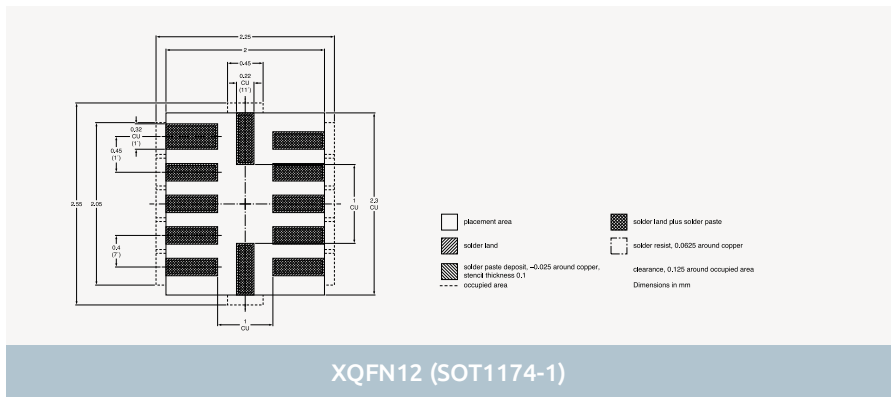 2.25
2
0.45
0.22
CU
(11`)
0.32
CU
(1`)
0.45
(1`)
2.55
2.05
1
CU
2.3
CU
0.4
(7`)
1
CU
placement area
solder land
solder paste deposit, –0.025 around copper,
stencil thickness 0.1
occupied area
solder land plus solder paste
solder resist, 0.0625 around copper
clearance, 0.125 around occupied area
Dimensions in mm
XQFN12 (SOT1174-1)